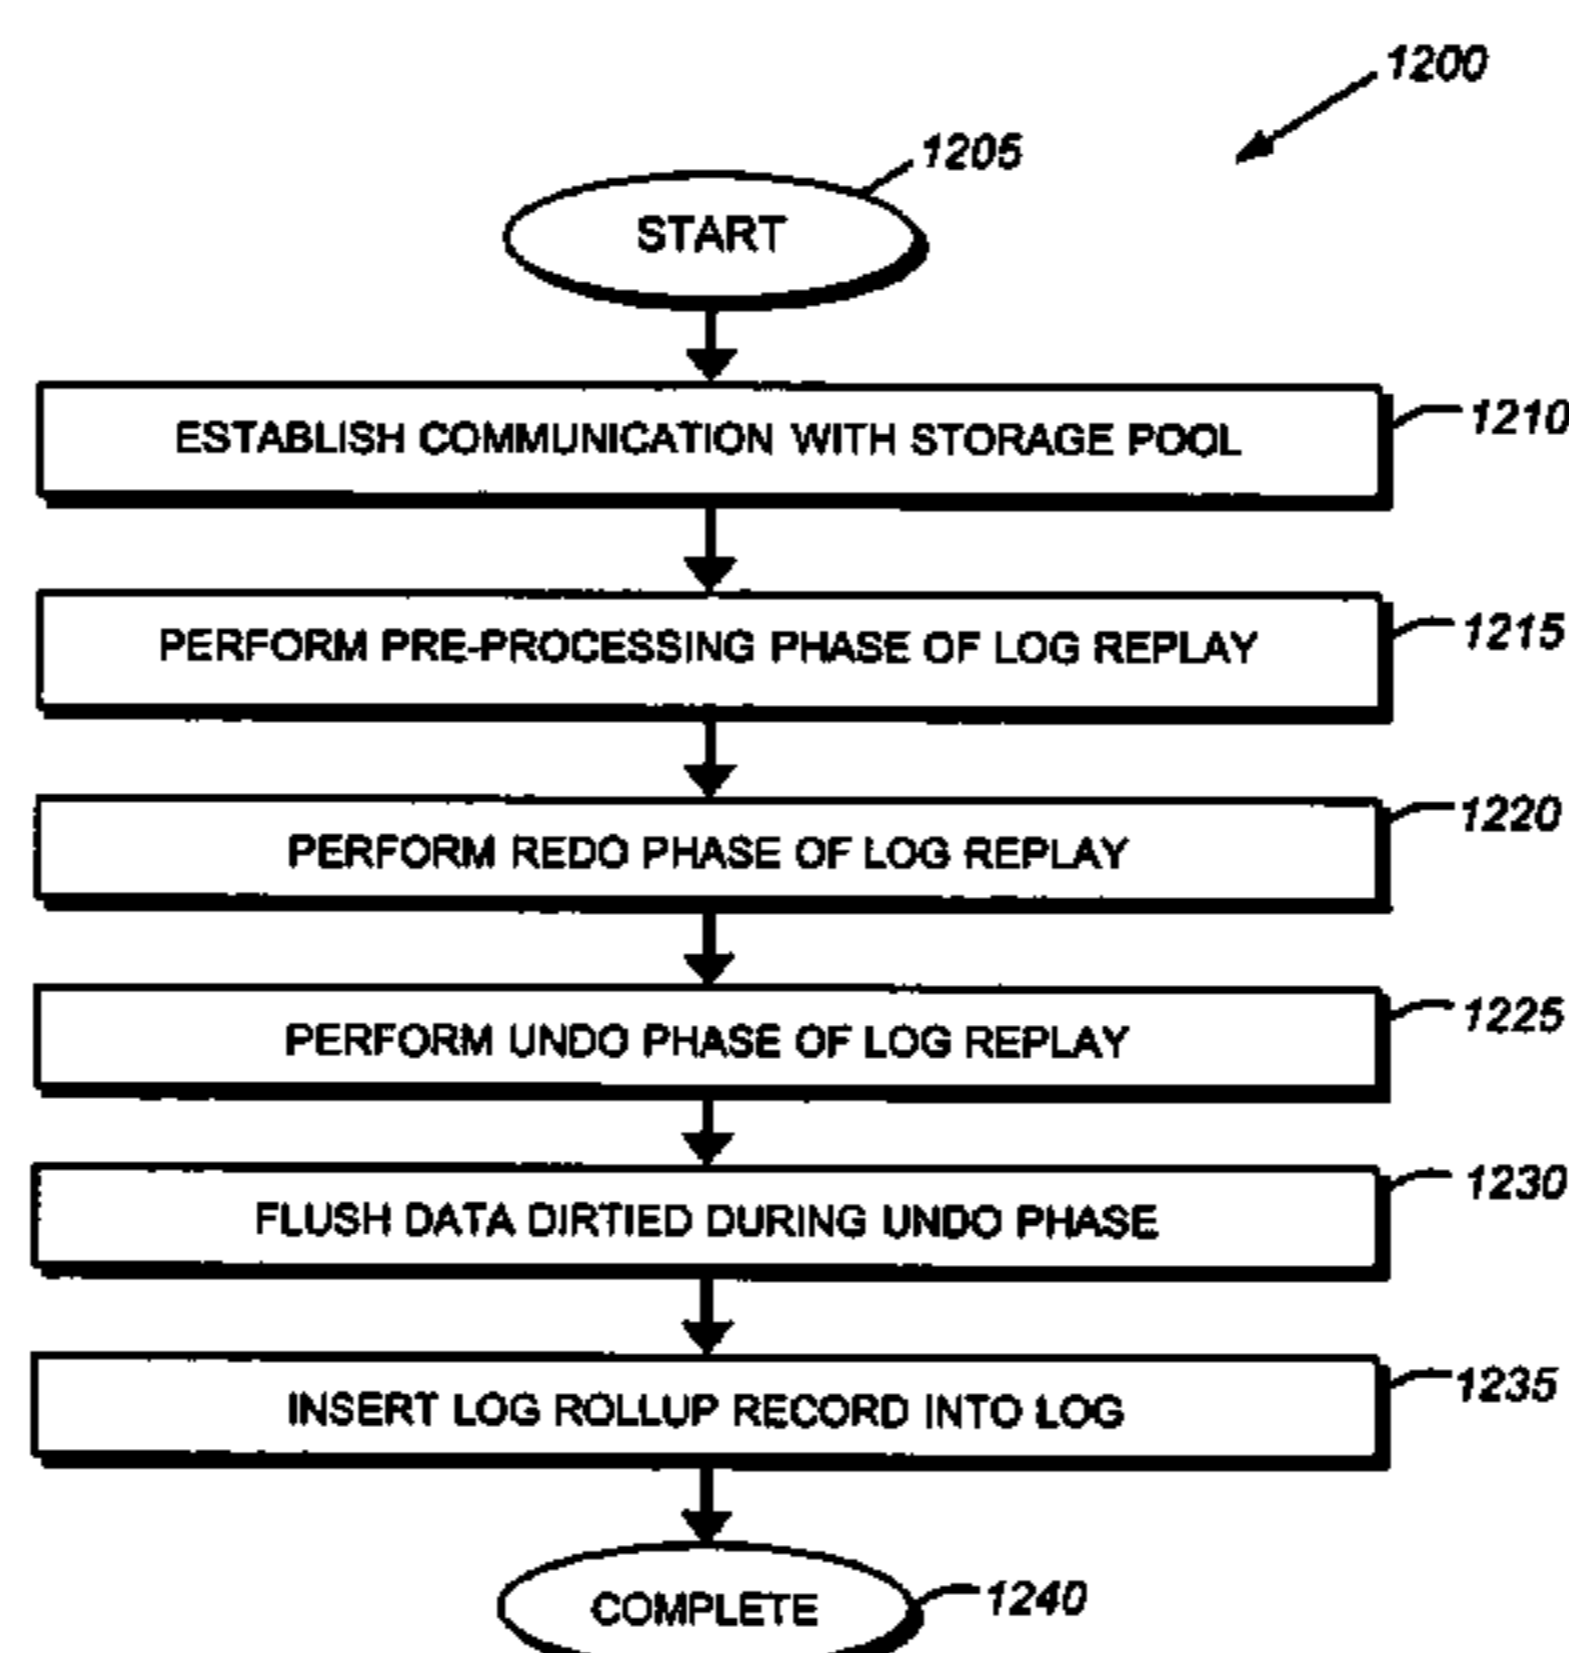 1200
1205
START
ESTABLISH COMMUNICATION WITH STORAGE POOL
1210
PERFORM PRE-PROCESSING PHASE OF LOG REPLAY
1215
PERFORM REDO PHASE OF LOG REPLAY
1220
PERFORM UNDO PHASE OF LOG REPLAY
1225
FLUSH DATA DIRTIED DURING UNDO PHASE
1230
INSERT LOG ROLLUP RECORD INTO LOG
1235
COMPLETE
1240